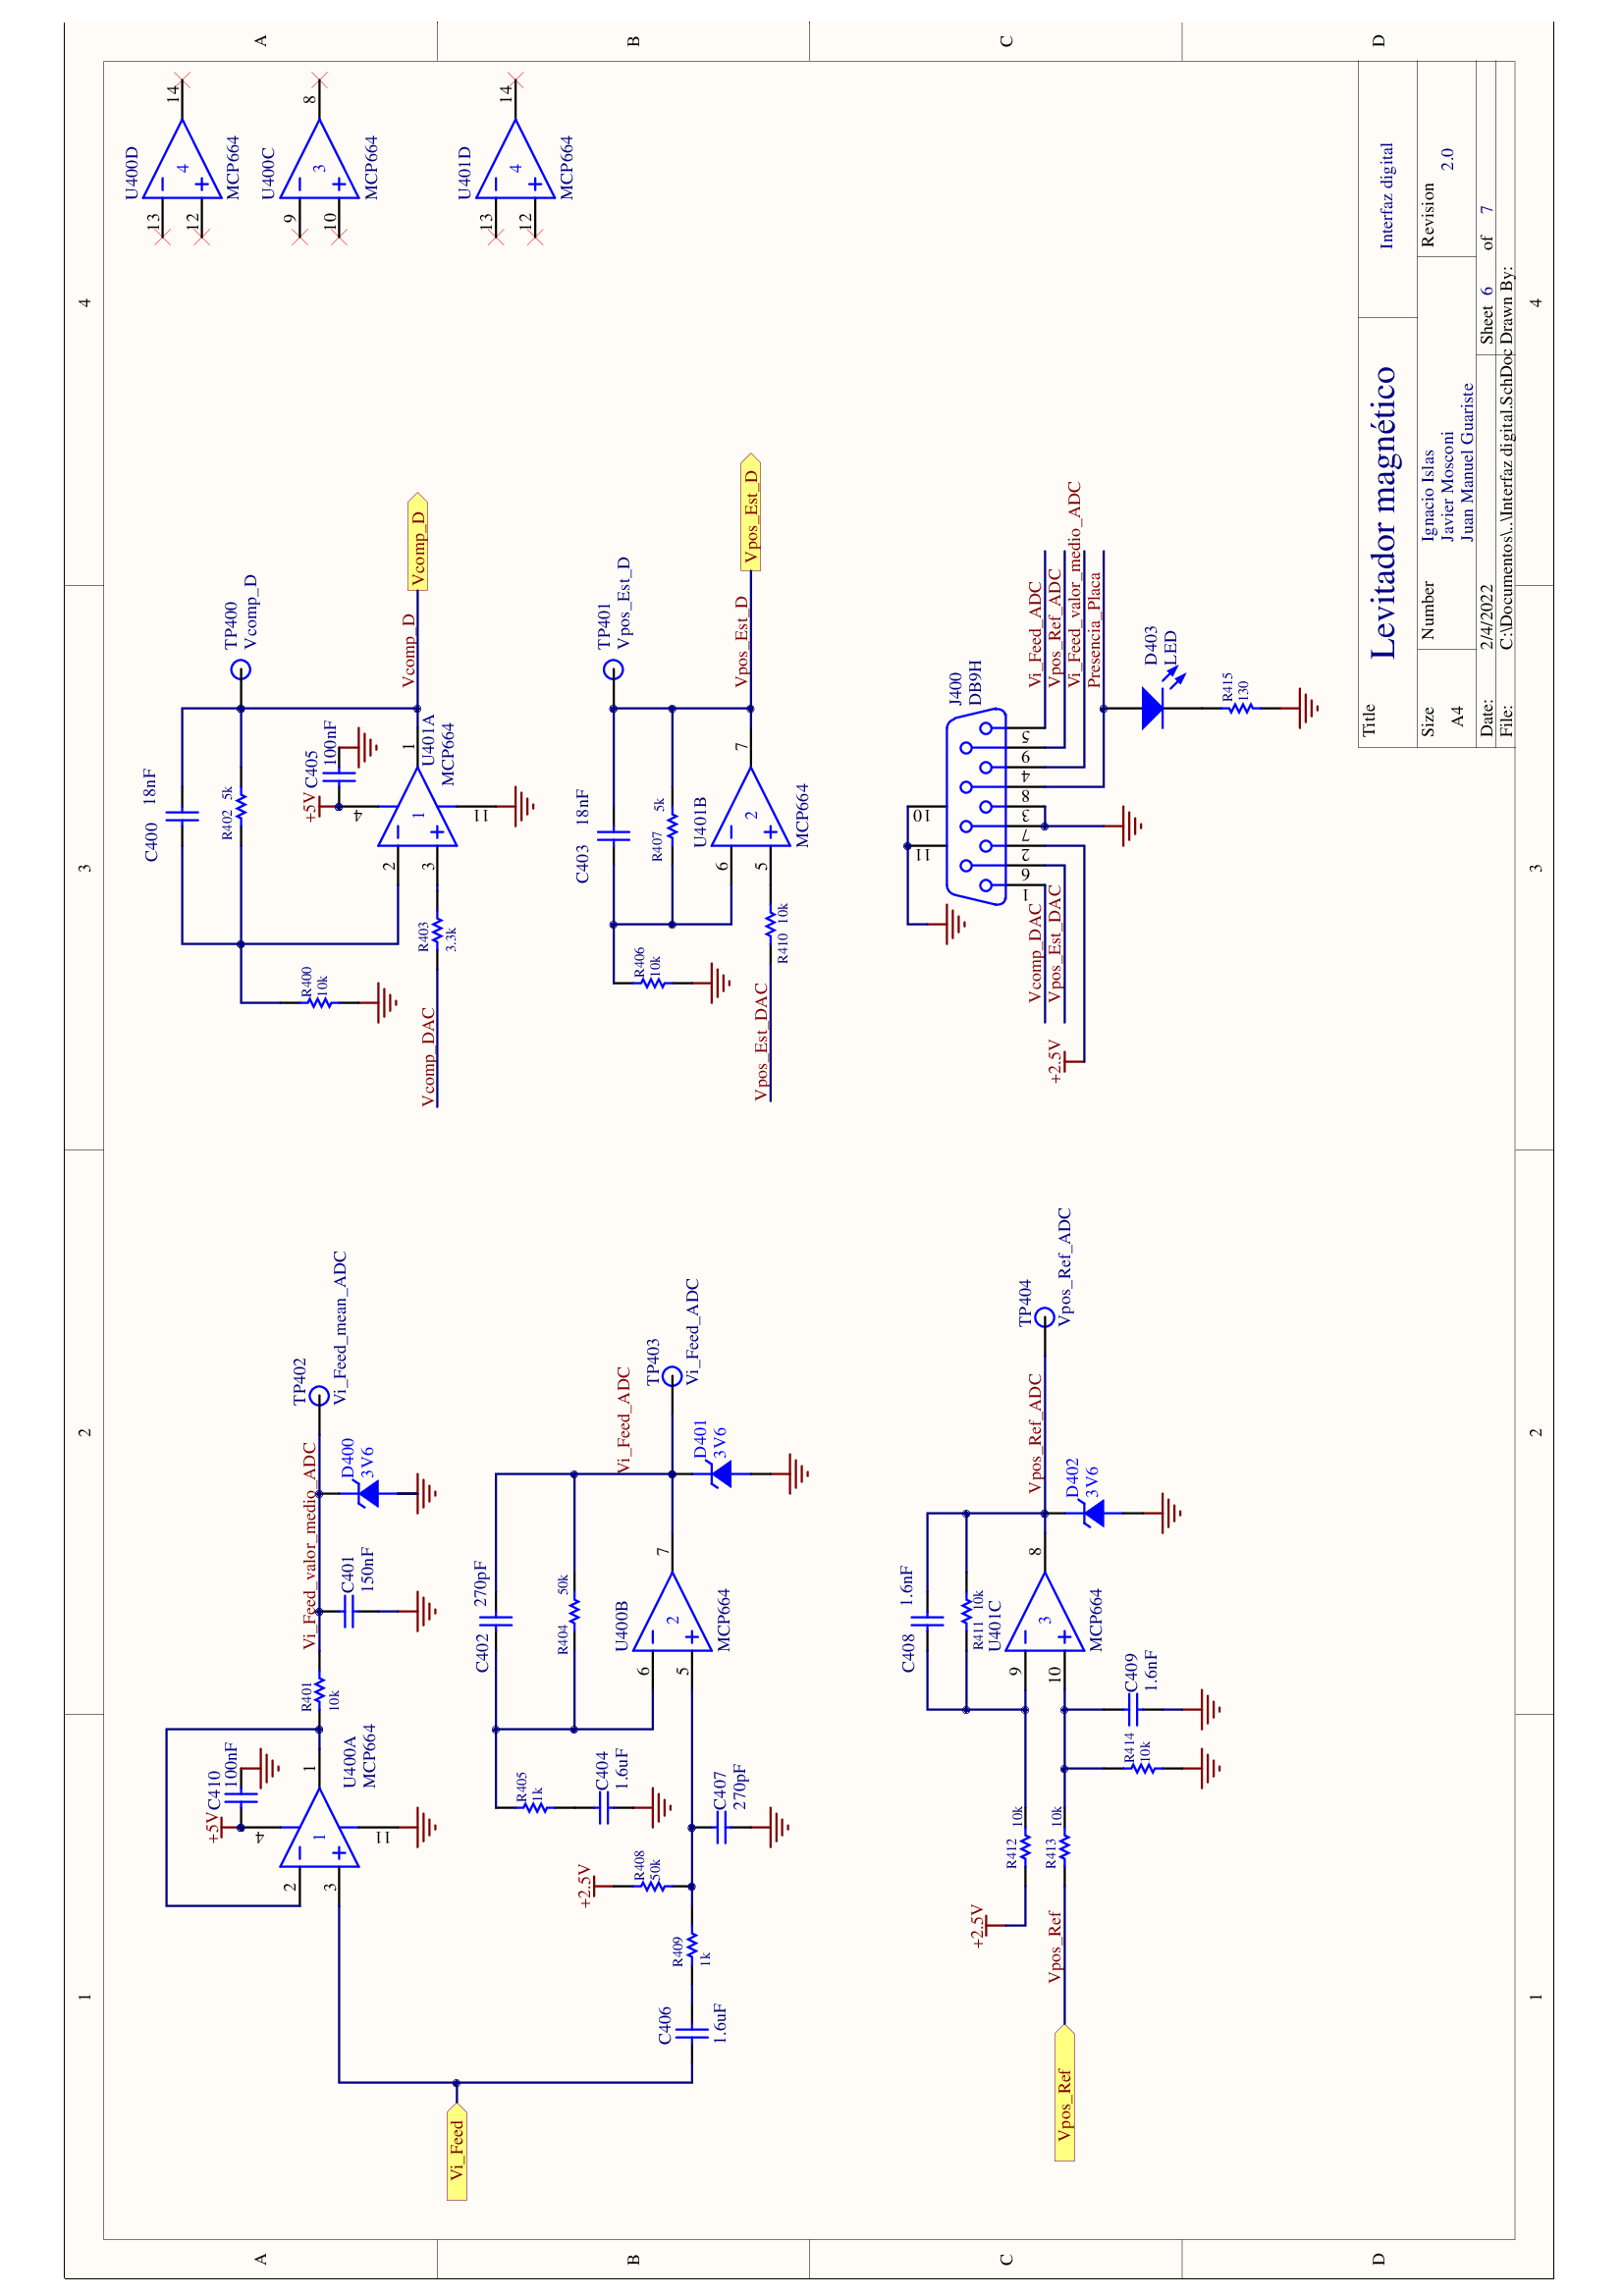 1
2
3
4
A
B
C
D
A
B
C
D
1
2
3
4
Vi_Feed
+5V
C410
100nF
4
2
3
1
1
11
U400A
MCP664
R401
10k
Vi_Feed_valor_medio_ADC
C401
150nF
D400
3V6
TP402
Vi_Feed_mean_ADC
C402
270pF
R404
50k
R405
1k
C404
1.6uF
U400B
6
5
2
7
MCP664
+2.5V
R408
50k
C407
270pF
R409
1k
C406
1.6uF
Vi_Feed_ADC
D401
3V6
TP403
Vi_Feed_ADC
Vpos_Ref
Vpos_Ref
+2.5V
R412
10k
R413
10k
R414
10k
C409
1.6nF
C408
1.6nF
R411
10k
U401C
9
10
3
8
MCP664
Vpos_Ref_ADC
D402
3V6
TP404
Vpos_Ref_ADC
C400
18nF
R402
5k
R400
10k
+5V
C405
100nF
4
2
3
1
1
11
U401A
MCP664
R403
3.3k
Vcomp_DAC
TP400
Vcomp_D
Vcomp_D
Vcomp_D
C403
18nF
R407
5k
R406
10k
U401B
6
5
2
7
MCP664
R410
10k
Vpos_Est_DAC
TP401
Vpos_Est_D
Vpos_Est_D
Vpos_Est_D
J400
DB9H
10
11
1
6
2
7
3
8
4
9
5
Vcomp_DAC
Vpos_Est_DAC
+2.5V
Vi_Feed_ADC
Vpos_Ref_ADC
Vi_Feed_valor_medio_ADC
Presencia_Placa
D403
LED
R415
130
U400D
13
12
4
14
MCP664
U400C
9
10
3
8
MCP664
U401D
13
12
4
14
MCP664
Title
Levitador magnético
Interfaz digital
Size
A4
Number
Ignacio Islas
Javier Mosconi
Juan Manuel Guariste
Revision
2.0
Date:
2/4/2022
Sheet 6 of 7
File:
C:\Documentos\..\Interfaz digital.SchDoc
Drawn By: